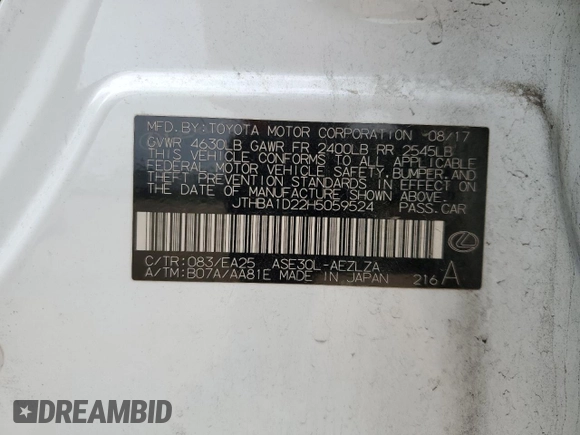 MFD. BY: TOYOTA MOTOR CORPORATION 08/17
GVWR 4630LB GAWR FR 2400LB RR 2545LB
THIS VEHICLE CONFORMS TO ALL APPLICABLE
FEDERAL MOTOR VEHICLE SAFETY, BUMPER, AND
THEFT PREVENTION STANDARDS IN EFFECT ON
THE DATE OF MANUFACTURE SHOWN ABOVE.
JTHBA1D22H5059524 PASS.CAR
C/TR: 083/EA25 ASE30L-AEZLZA
A/TM: B07A/AA81E MADE IN JAPAN 216 A
DREAMBID